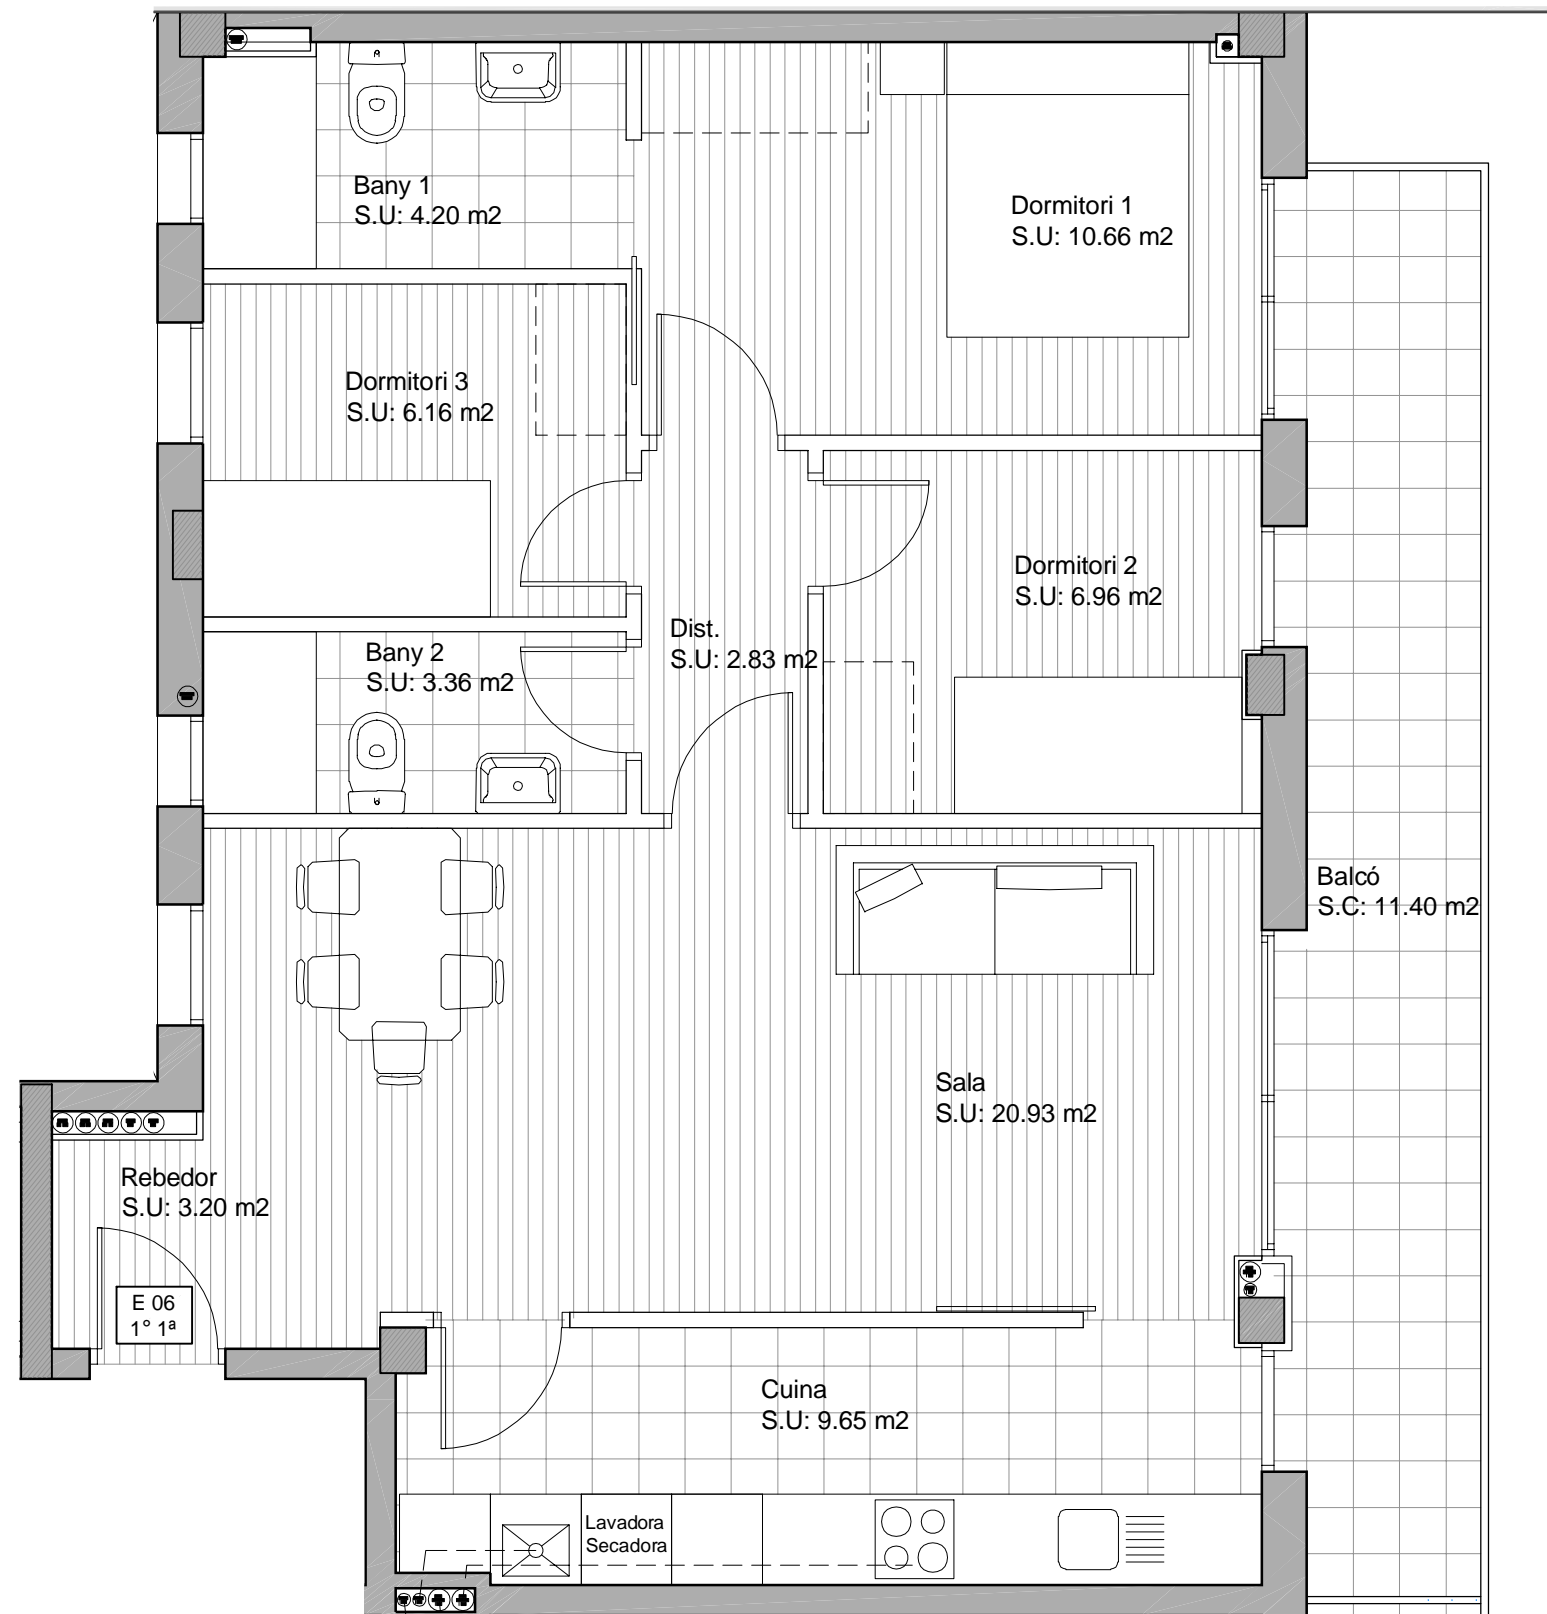 Bany 1
S.U: 4.20 m2
Dormitori 1
S.U: 10.66 m2
Dormitori 3
S.U: 6.16 m2
Dormitori 2
S.U: 6.96 m2
Dist.
S.U: 2.83 m2
Bany 2
S.U: 3.36 m2
Balcó
S.C: 11.40 m2
Sala
S.U: 20.93 m2
Rebedor
S.U: 3.20 m2
E 06
1° 1ª
Cuina
S.U: 9.65 m2
Lavadora
Secadora